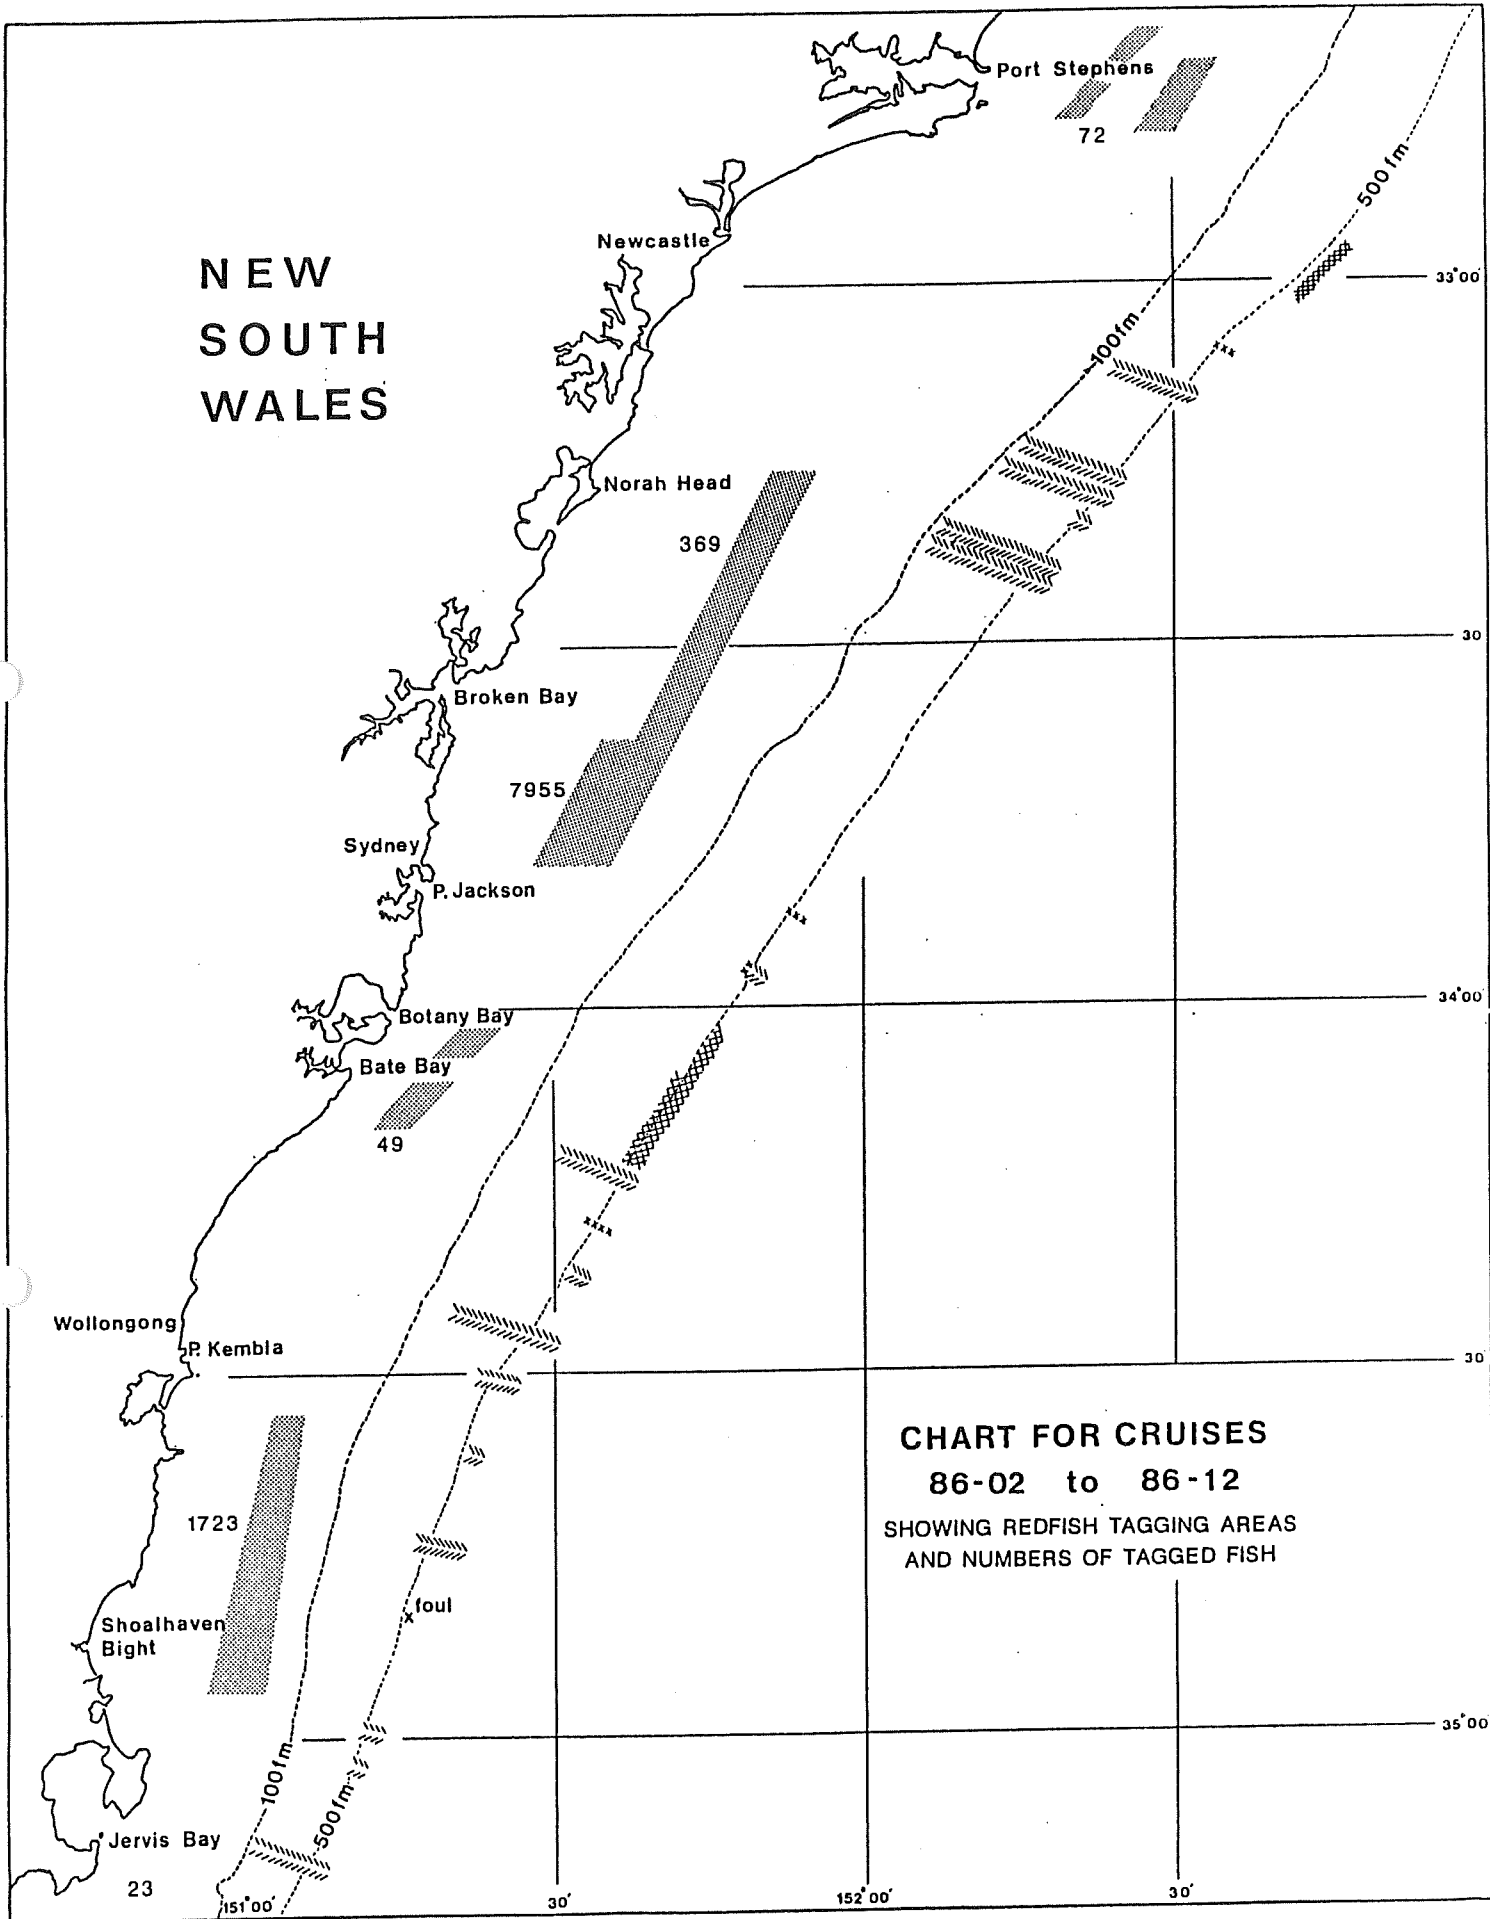 Port Stephens
72
500 fm
Newcastle
NEW
SOUTH
WALES
33°00'
100fm
Norah Head
369
30
Broken Bay
7955
Sydney
P. Jackson
34°00'
Botany Bay
Bate Bay
49
Wollongong
P. Kembla
30
CHART FOR CRUISES
86-02 to 86-12
SHOWING REDFISH TAGGING AREAS
AND NUMBERS OF TAGGED FISH
1723
foul
Shoalhaven
Bight
35°00'
100fm
500fm
Jervis Bay
23
151°00'
30'
152°00'
30'